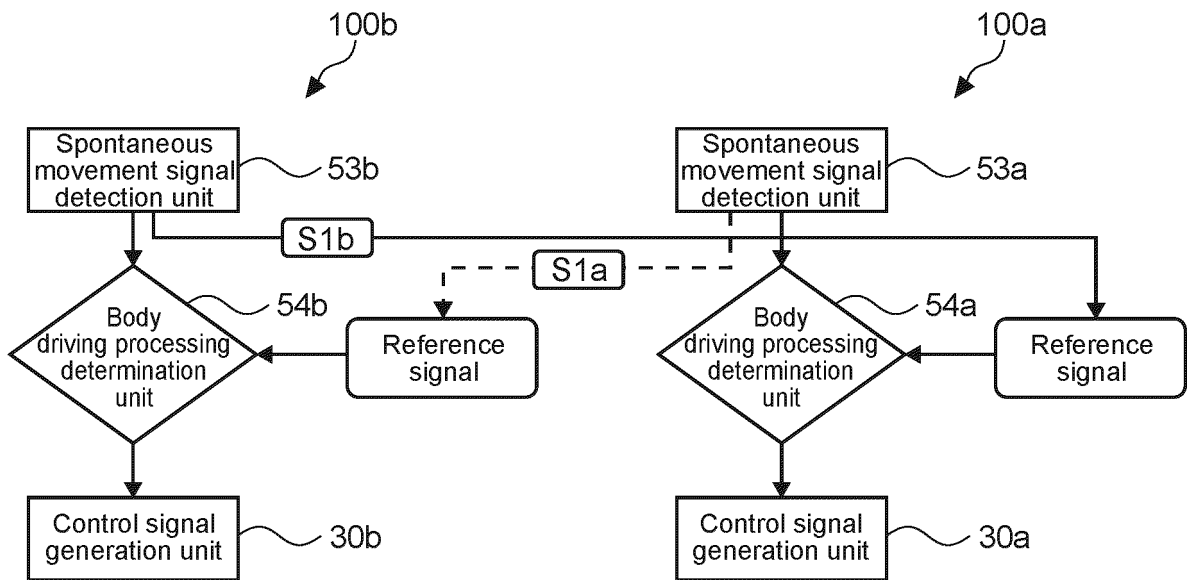 100b
100a
Spontaneous
movement signal
detection unit
53b
Spontaneous
movement signal
detection unit
53a
S1b
S1a
54b
54a
Body
driving processing
determination
unit
Reference
signal
Body
driving processing
determination
unit
Reference
signal
Control signal
generation unit
30b
Control signal
generation unit
30a